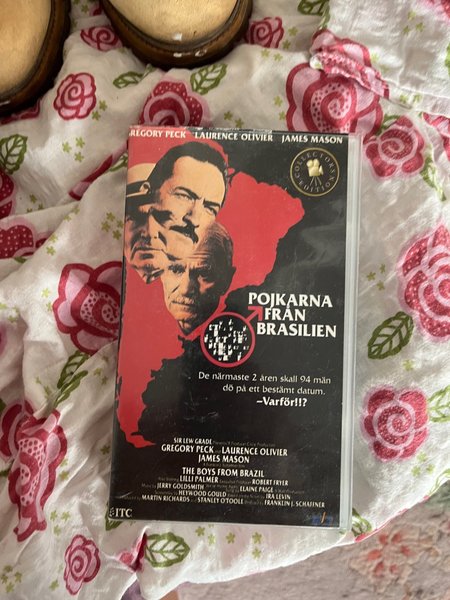 REGORY PECK LAURENCE OLIVIER JAMES MASON
COLLECTORS EDITION
POJKARNA
FRÅN
BRASILIEN
De närmaste 2 åren skall 94 män
dö på ett bestämt datum.
–Varför!!?
SIR LEW GRADE
GREGORY PECK LAURENCE OLIVIER
JAMES MASON
THE BOYS FROM BRAZIL
LILLI PALMER ROBERT FRYER
JERRY GOLDSMITH ELAINE PAIGE
HEYWOOD GOULD IRA LEVIN
MARTIN RICHARDS STANLEY O'TOOLE FRANKLIN J. SCHAFFNER
ITC